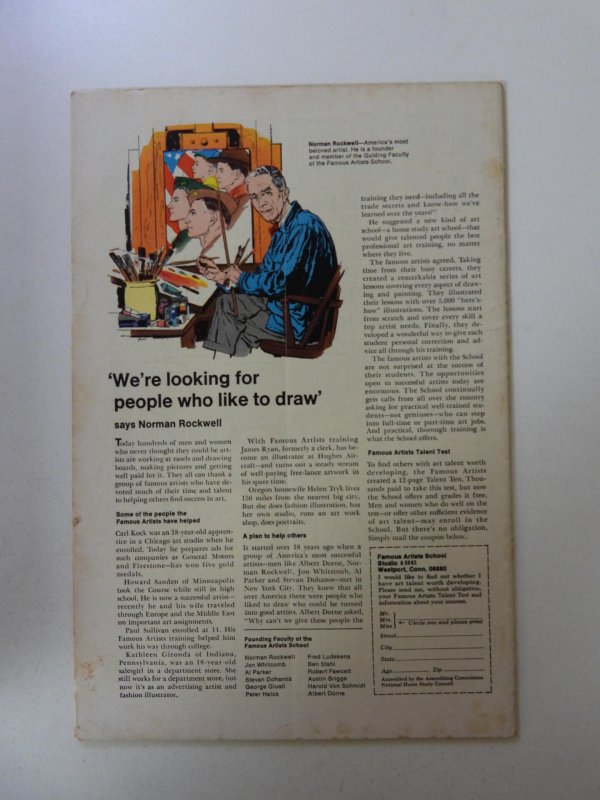 Norman Rockwell—America's most
beloved artist. He is a founder
and member of the Guiding Faculty
of the Famous Artists School.
'We're looking for
people who like to draw'
says Norman Rockwell
Today hundreds of men and women
who never thought they could be art-
ists are working at easels and drawing
boards, making pictures and getting
well paid for it. They all can thank a
group of famous artists who have de-
voted much of their time and talent
to helping others find success in art.
Some of the people the
Famous Artists have helped
Carl Kock was an 18-year-old appren-
tice in a Chicago art studio when he
enrolled. Today he prepares ads for
such companies as General Motors
and Firestone—has won five gold
medals.
Howard Sanden of Minneapolis
took the Course while still in high
school. He is now a successful artist—
recently he and his wife traveled
through Europe and the Middle East
on important art assignments.
Paul Sullivan enrolled at 14. His
Famous Artists training helped him
work his way through college.
Kathleen Gironda of Indiana,
Pennsylvania, was an 18-year-old
salesgirl in a department store. She
still works for a department store, but
now it's as an advertising artist and
fashion illustrator.
With Famous Artists training
James Ryan, formerly a clerk, has be-
come an illustrator at Hughes Air-
craft—and turns out a steady stream
of well-paying free-lance artwork in
his spare time.
Oregon housewife Helen Tryk lives
150 miles from the nearest big city.
But she does fashion illustration, has
her own studio, runs an art work
shop, does portraits.
A plan to help others
It started over 18 years ago when a
group of America's most successful
artists—men like Albert Dorne, Nor-
man Rockwell, Jon Whitcomb, Al
Parker and Stevan Dohanos—met in
New York City. They knew that all
over America there were people who
liked to draw who could be turned
into good artists. Albert Dorne asked,
"Why can't we give these people the
Founding Faculty of the
Famous Artists School
Norman Rockwell
Jon Whitcomb
Al Parker
Stevan Dohanos
George Giusti
Peter Helck
Fred Ludekens
Ben Stahl
Robert Fawcett
Austin Briggs
Harold Von Schmidt
Albert Dorne
training they need—including all the
trade secrets and know-how we've
learned over the years?"
He suggested a new kind of art
school—a home-study art school—that
would give talented people the best
professional art training, no matter
where they live.
The famous artists agreed. Taking
time from their busy careers, they
created a remarkable series of art
lessons covering every aspect of draw-
ing and painting. They illustrated
their lessons with over 5,000 "here's-
how" illustrations. The lessons start
from scratch and cover every skill a
top artist needs. Finally, they de-
veloped a wonderful way to give each
student personal correction and ad-
vice all through his training.
The famous artists with the School
are not surprised at the success of
their students. The opportunities
open to successful artists today are
enormous. The School continually
gets calls from all over the country
asking for practical well-trained stu-
dents—not geniuses—who can step
into full-time or part-time art jobs.
And practical, thorough training is
what the School offers.
Famous Artists Talent Test
To find others with art talent worth
developing, the Famous Artists
created a 12-page Talent Test. Thou-
sands paid to take this test, but now
the School offers and grades it free.
Men and women who do well on the
test—or offer other sufficient evidence
of art talent—may enroll in the
School. But there's no obligation.
Simply mail the coupon below.
Famous Artists School
Studio
Westport, Conn. 06880
I would like to find out whether I
have art talent worth developing.
Please send me, without obligation,
your Famous Artists Talent Test and
information about your courses.
Mr.
Mrs.
Miss
Circle one and please print
Street
City
State
Age Zip
Accredited by the Accrediting Commission
National Home Study Council